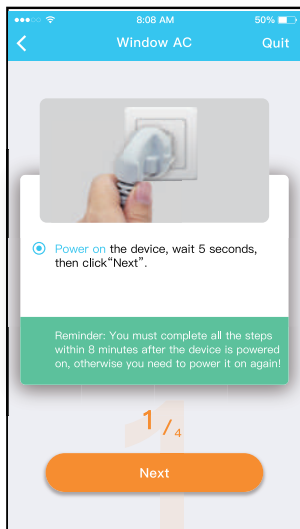 8:08 AM 50%
Window AC Quit
Power on the device, wait 5 seconds,
then click“Next”.
Reminder: You must complete all the steps
within 8 minutes after the device is powered
on, otherwise you need to power it on again!
1/4
Next